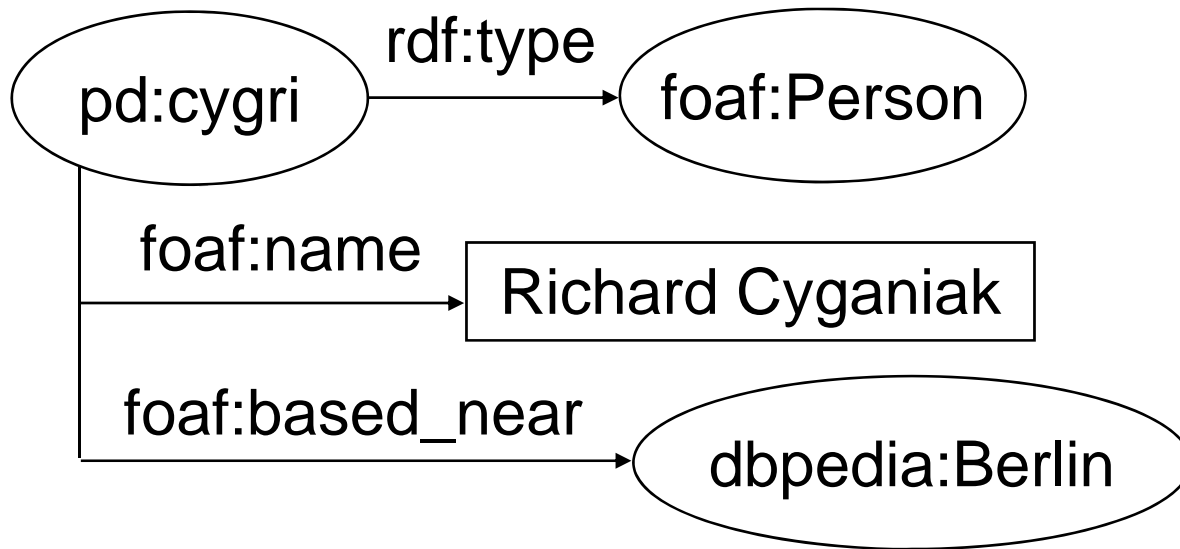 rdf:type
pd:cygri
foaf:Person
foaf:name
Richard Cyganiak
foaf:based_near
dbpedia:Berlin